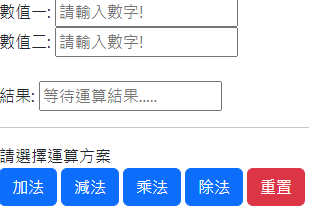 數值一: 請輸入數字!
數值二: 請輸入數字!
結果: 等待運算結果.....
請選擇運算方案
加法 減法 乘法 除法 重置